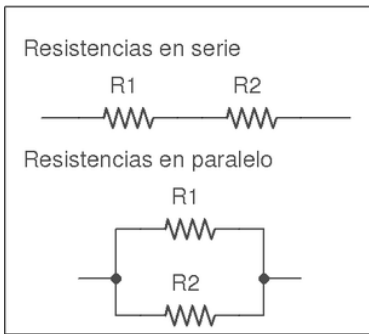 Resistencias en serie
R1 R2
Resistencias en paralelo
R1
R2